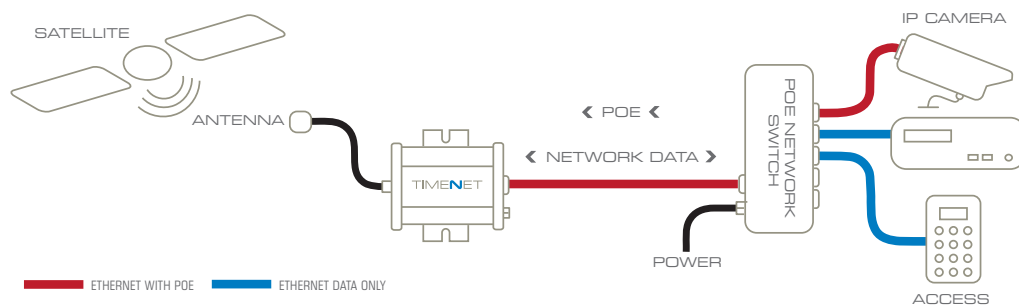 IP CAMERA
SATELLITE
ANTENNA
‹ POE ‹
‹ NETWORK DATA ›
TIMENET
POE NETWORK
SWITCH
POWER
ETHERNET WITH POE
ETHERNET DATA ONLY
ACCESS